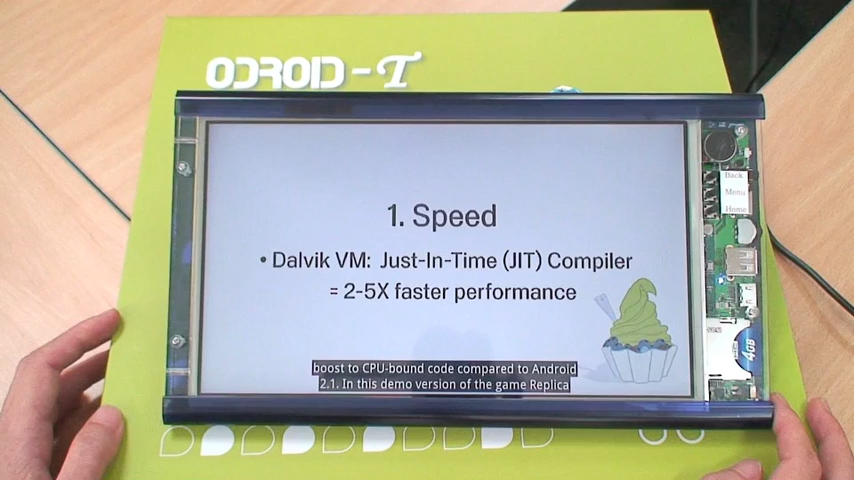 ODROID-T
1. Speed
• Dalvik VM: Just-In-Time (JIT) Compiler
= 2-5X faster performance
boost to CPU-bound code compared to Android
2.1. In this demo version of the game Replica
Back
Menu
Home
4GB